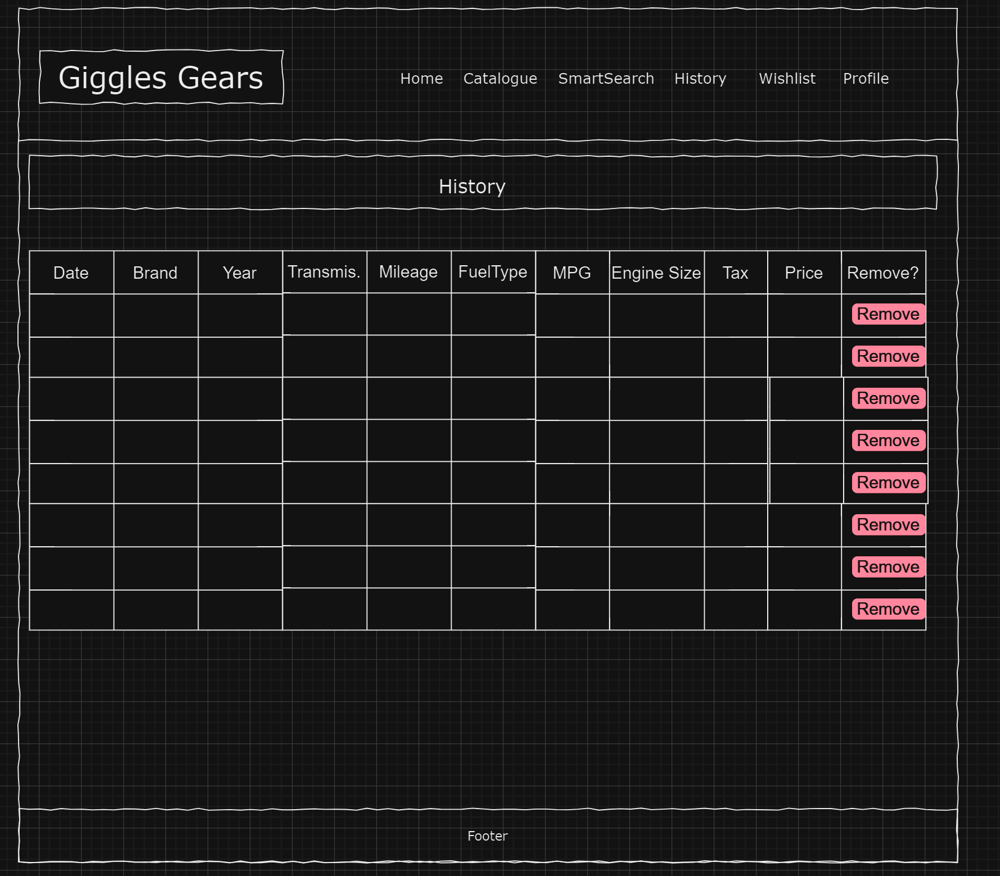 Giggles Gears
Home Catalogue SmartSearch History Wishlist Profile
History
Date Brand Year Transmis. Mileage FuelType MPG Engine Size Tax Price Remove?
Remove
Remove
Remove
Remove
Remove
Remove
Remove
Remove
Footer